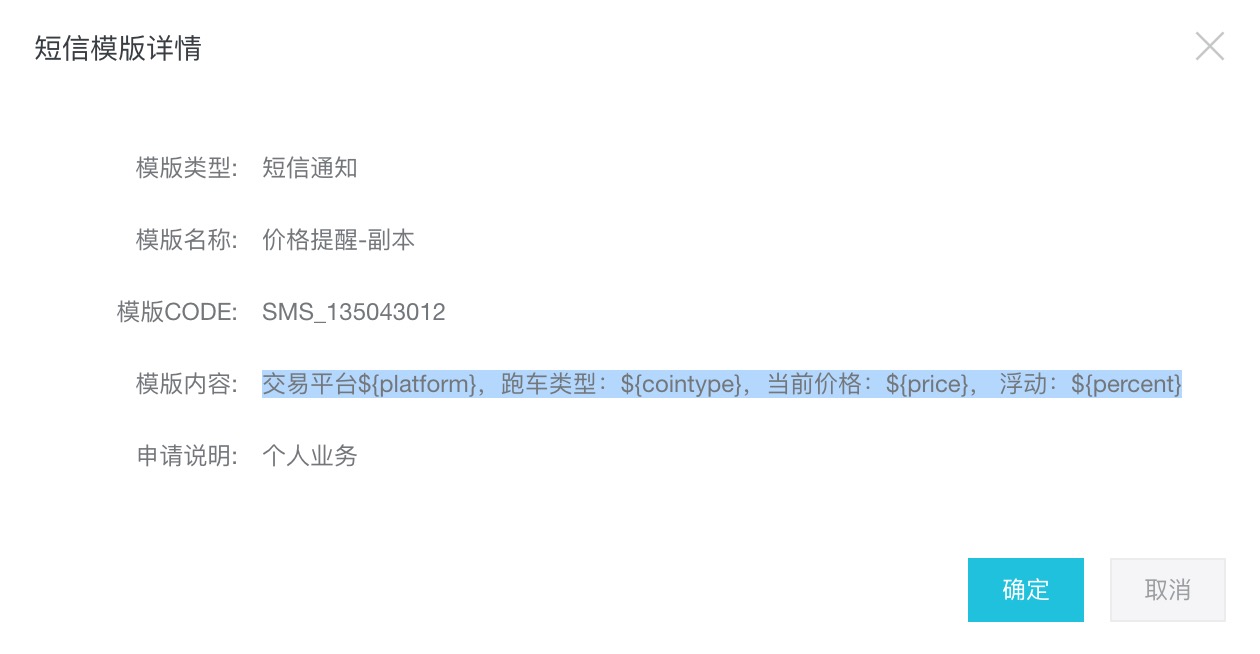 短信模版详情
模版类型: 短信通知
模版名称: 价格提醒-副本
模版CODE: SMS_135043012
模版内容: 交易平台${platform}，跑车类型：${cointype}，当前价格：${price}， 浮动：${percent}
申请说明: 个人业务
确定 取消